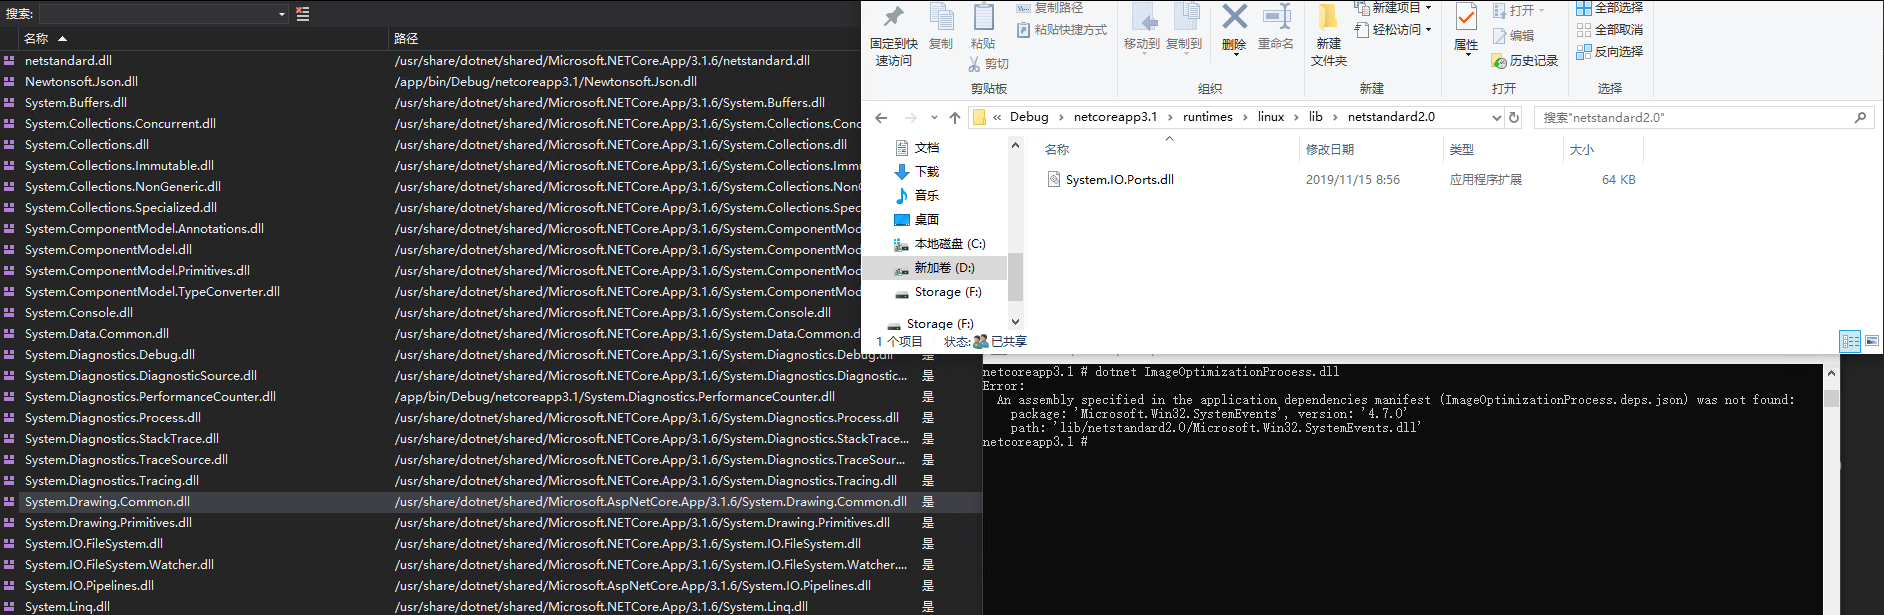 搜索:
名称 路径
netstandard.dll /usr/share/dotnet/shared/Microsoft.NETCore.App/3.1.6/netstandard.dll
Newtonsoft.Json.dll /app/bin/Debug/netcoreapp3.1/Newtonsoft.Json.dll
System.Buffers.dll /usr/share/dotnet/shared/Microsoft.NETCore.App/3.1.6/System.Buffers.dll
System.Collections.Concurrent.dll /usr/share/dotnet/shared/Microsoft.NETCore.App/3.1.6/System.Collections.Conc
System.Collections.dll /usr/share/dotnet/shared/Microsoft.NETCore.App/3.1.6/System.Collections.dll
System.Collections.Immutable.dll /usr/share/dotnet/shared/Microsoft.NETCore.App/3.1.6/System.Collections.Immu
System.Collections.NonGeneric.dll /usr/share/dotnet/shared/Microsoft.NETCore.App/3.1.6/System.Collections.NonG
System.Collections.Specialized.dll /usr/share/dotnet/shared/Microsoft.NETCore.App/3.1.6/System.Collections.Spec
System.ComponentModel.Annotations.dll /usr/share/dotnet/shared/Microsoft.NETCore.App/3.1.6/System.ComponentMod
System.ComponentModel.dll /usr/share/dotnet/shared/Microsoft.NETCore.App/3.1.6/System.ComponentMod
System.ComponentModel.Primitives.dll /usr/share/dotnet/shared/Microsoft.NETCore.App/3.1.6/System.ComponentMod
System.ComponentModel.TypeConverter.dll /usr/share/dotnet/shared/Microsoft.NETCore.App/3.1.6/System.ComponentMod
System.Console.dll /usr/share/dotnet/shared/Microsoft.NETCore.App/3.1.6/System.Console.dll
System.Data.Common.dll /usr/share/dotnet/shared/Microsoft.NETCore.App/3.1.6/System.Data.Common.d
System.Diagnostics.Debug.dll /usr/share/dotnet/shared/Microsoft.NETCore.App/3.1.6/System.Diagnostics.Debug.dll 是
System.Diagnostics.DiagnosticSource.dll /usr/share/dotnet/shared/Microsoft.NETCore.App/3.1.6/System.Diagnostics.Diagnostic... 是
System.Diagnostics.PerformanceCounter.dll /app/bin/Debug/netcoreapp3.1/System.Diagnostics.PerformanceCounter.dll 是
System.Diagnostics.Process.dll /usr/share/dotnet/shared/Microsoft.NETCore.App/3.1.6/System.Diagnostics.Process.dll 是
System.Diagnostics.StackTrace.dll /usr/share/dotnet/shared/Microsoft.NETCore.App/3.1.6/System.Diagnostics.StackTrace... 是
System.Diagnostics.TraceSource.dll /usr/share/dotnet/shared/Microsoft.NETCore.App/3.1.6/System.Diagnostics.TraceSour... 是
System.Diagnostics.Tracing.dll /usr/share/dotnet/shared/Microsoft.NETCore.App/3.1.6/System.Diagnostics.Tracing.dll 是
System.Drawing.Common.dll /usr/share/dotnet/shared/Microsoft.AspNetCore.App/3.1.6/System.Drawing.Common.dll 是
System.Drawing.Primitives.dll /usr/share/dotnet/shared/Microsoft.NETCore.App/3.1.6/System.Drawing.Primitives.dll 是
System.IO.FileSystem.dll /usr/share/dotnet/shared/Microsoft.NETCore.App/3.1.6/System.IO.FileSystem.dll 是
System.IO.FileSystem.Watcher.dll /usr/share/dotnet/shared/Microsoft.NETCore.App/3.1.6/System.IO.FileSystem.Watcher.... 是
System.IO.Pipelines.dll /usr/share/dotnet/shared/Microsoft.AspNetCore.App/3.1.6/System.IO.Pipelines.dll 是
System.Linq.dll /usr/share/dotnet/shared/Microsoft.NETCore.App/3.1.6/System.Linq.dll 是
固定到快
速访问
复制
粘贴
复制路径
粘贴快捷方式
剪切
剪贴板
移动到 复制到 删除 重命名
组织
新建
文件夹
新建项目
轻松访问
新建
属性
打开
编辑
历史记录
打开
全部选择
全部取消
反向选择
选择
« Debug › netcoreapp3.1 › runtimes › linux › lib › netstandard2.0
搜索"netstandard2.0"
文档
下载
音乐
桌面
本地磁盘 (C:)
新加卷 (D:)
Storage (F:)
Storage (F:)
名称 修改日期 类型 大小
System.IO.Ports.dll 2019/11/15 8:56 应用程序扩展 64 KB
1 个项目 状态: 已共享
netcoreapp3.1 # dotnet ImageOptimizationProcess.dll
Error:
An assembly specified in the application dependencies manifest (ImageOptimizationProcess.deps.json) was not found:
package: 'Microsoft.Win32.SystemEvents', version: '4.7.0'
path: 'lib/netstandard2.0/Microsoft.Win32.SystemEvents.dll'
netcoreapp3.1 #